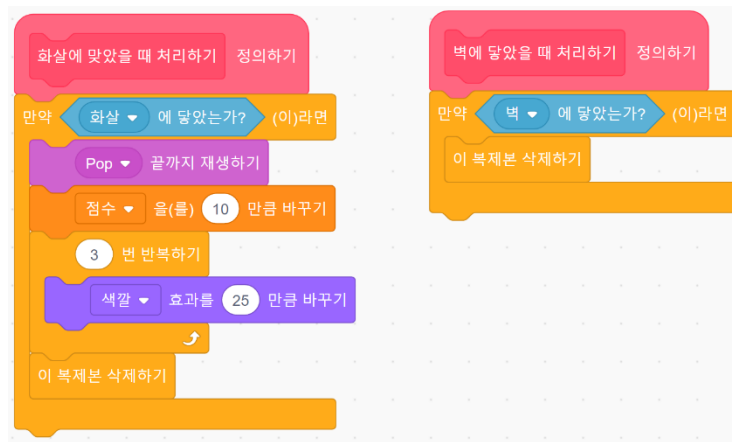 화살에 맞았을 때 처리하기 정의하기
만약 화살 에 닿았는가? (이)라면
Pop 끝까지 재생하기
점수 을(를) 10 만큼 바꾸기
3 번 반복하기
색깔 효과를 25 만큼 바꾸기
이 복제본 삭제하기
벽에 닿았을 때 처리하기 정의하기
만약 벽 에 닿았는가? (이)라면
이 복제본 삭제하기